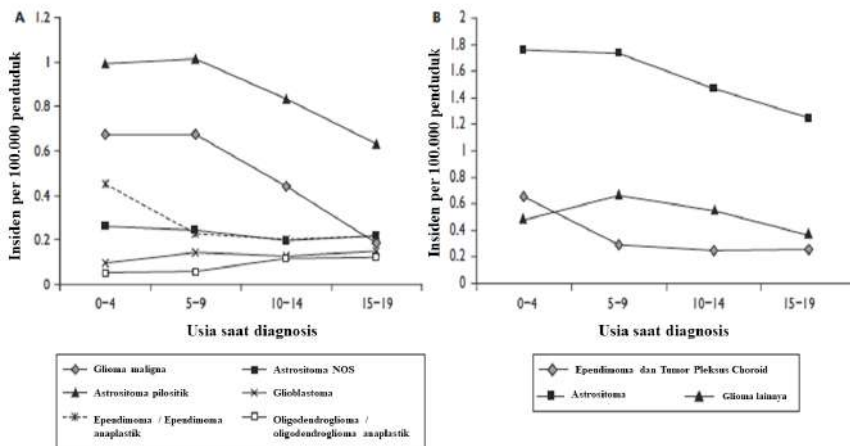 A
Insiden per 100.000 penduduk
1.2
1
0.8
0.6
0.4
0.2
0
0-4
5-9
10-14
15-19
Usia saat diagnosis
Glioma maligna
Astrositoma NOS
Astrositoma pilositik
Glioblastoma
Ependimoma / Ependimoma
anaplastik
Oligodendroglioma /
oligodendroglioma anaplastik
B
Insiden per 100.000 penduduk
2
1.8
1.6
1.4
1.2
1
0.8
0.6
0.4
0.2
0
0-4
5-9
10-14
15-19
Usia saat diagnosis
Ependimoma dan Tumor Pleksus Choroid
Astrositoma
Glioma lainaya